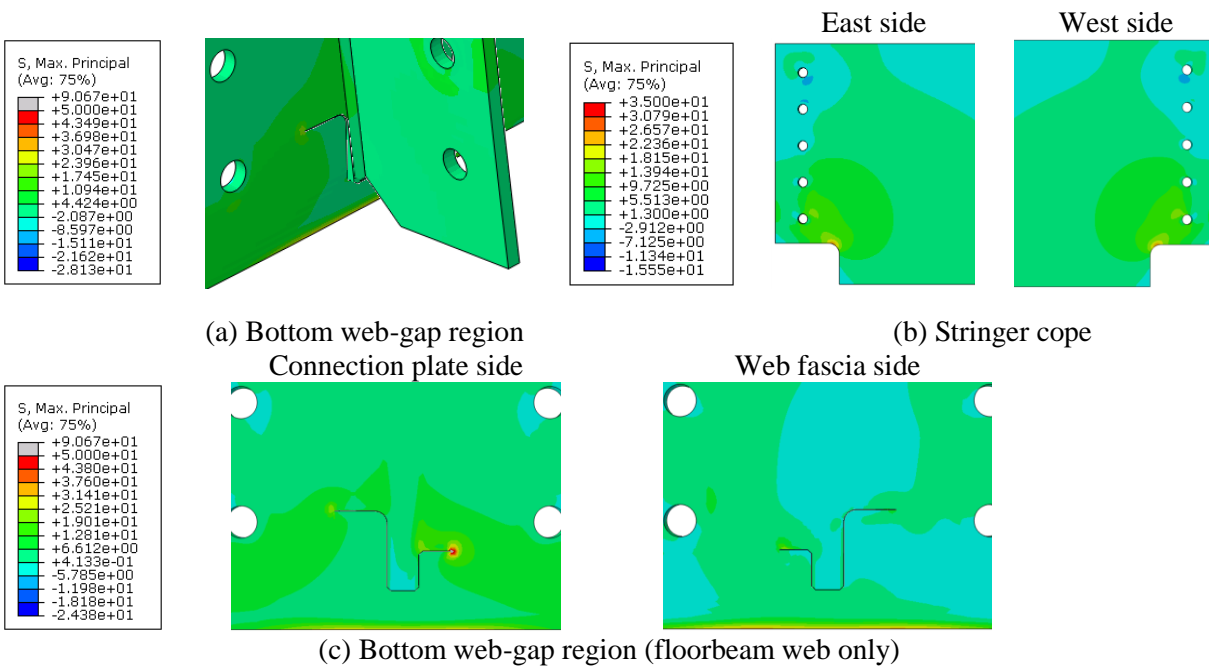 East side
West side
S, Max. Principal
(Avg: 75%)
+9.067e+01
+5.000e+01
+4.349e+01
+3.698e+01
+3.047e+01
+2.396e+01
+1.745e+01
+1.094e+01
+4.424e+00
-2.087e+00
-8.597e+00
-1.511e+01
-2.162e+01
-2.813e+01
S, Max. Principal
(Avg: 75%)
+3.500e+01
+3.079e+01
+2.657e+01
+2.236e+01
+1.815e+01
+1.394e+01
+9.725e+00
+5.513e+00
+1.300e+00
-2.912e+00
-7.125e+00
-1.134e+01
-1.555e+01
(a) Bottom web-gap region
(b) Stringer cope
Connection plate side
Web fascia side
S, Max. Principal
(Avg: 75%)
+9.067e+01
+5.000e+01
+4.380e+01
+3.760e+01
+3.141e+01
+2.521e+01
+1.901e+01
+1.281e+01
+6.612e+00
+4.133e-01
-5.785e+00
-1.198e+01
-1.818e+01
-2.438e+01
(c) Bottom web-gap region (floorbeam web only)